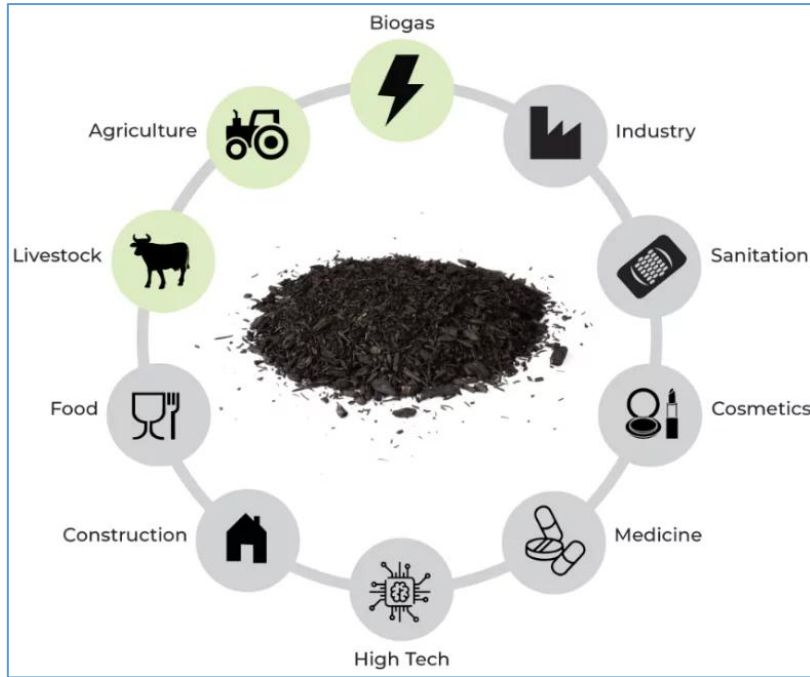 Biogas
Agriculture
Industry
Livestock
Sanitation
Food
Cosmetics
Construction
Medicine
High Tech